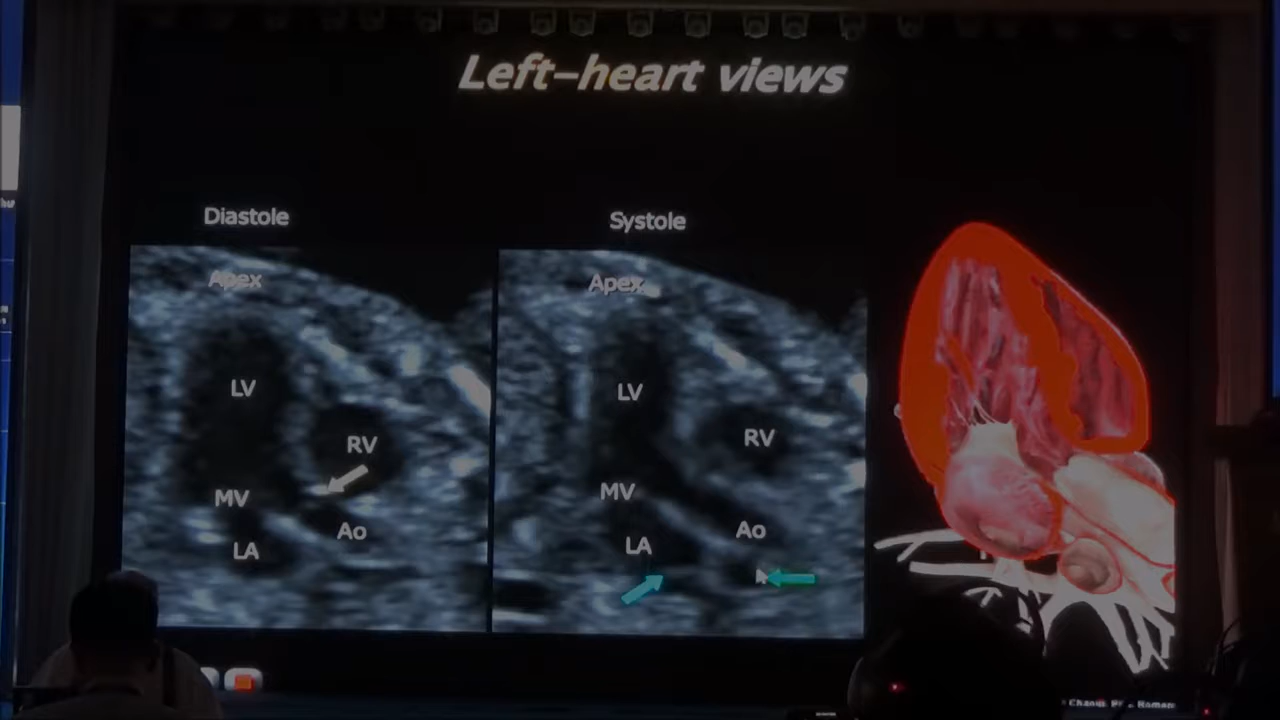 Left-heart views
Diastole
Systole
Apex
LV
RV
MV
Ao
LA
Apex
LV
RV
MV
Ao
LA